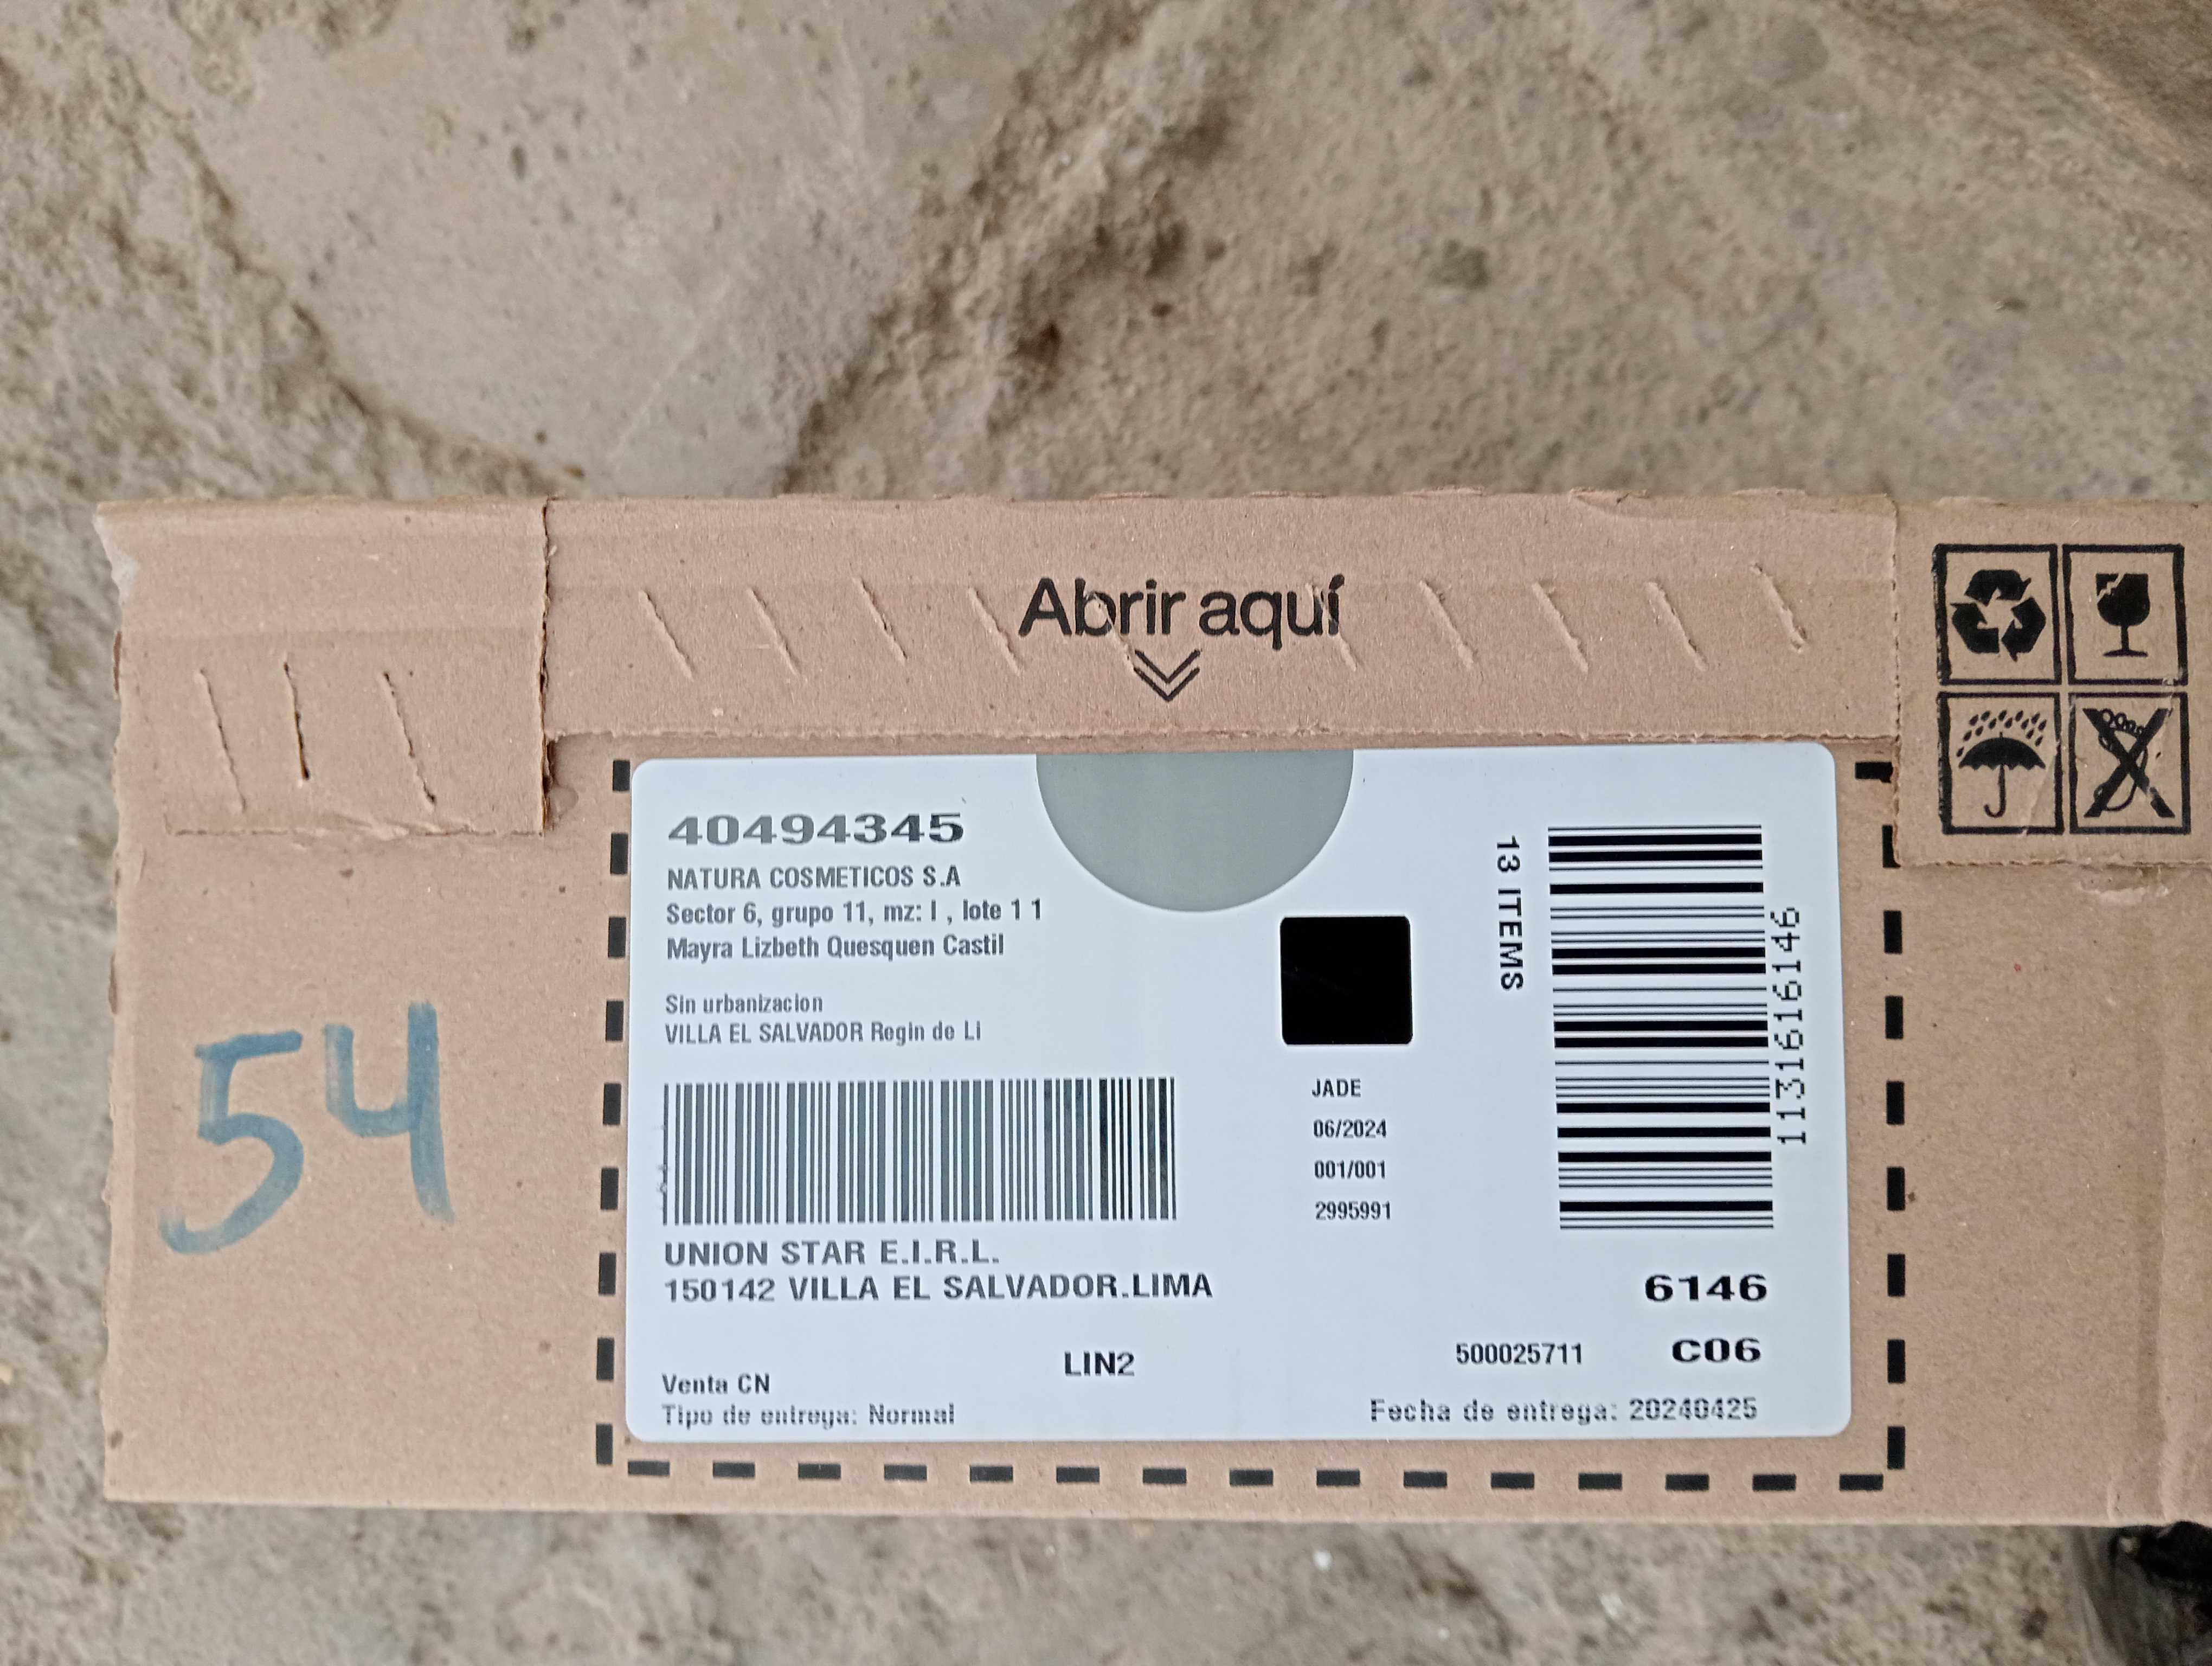 Abrir aquí
40494345
NATURA COSMETICOS S.A
Sector 6, grupo 11, mz: I , lote 1 1
Mayra Lizbeth Quesquen Castil
Sin urbanizacion
VILLA EL SALVADOR Regin de Li
13 ITEMS
11316161646
JADE
06/2024
001/001
2995991
54
UNION STAR E.I.R.L.
150142 VILLA EL SALVADOR.LIMA
6146
LIN2
500025711
C06
Venta CN
Tipo de entrega: Normal
Fecha de entrega: 20240425